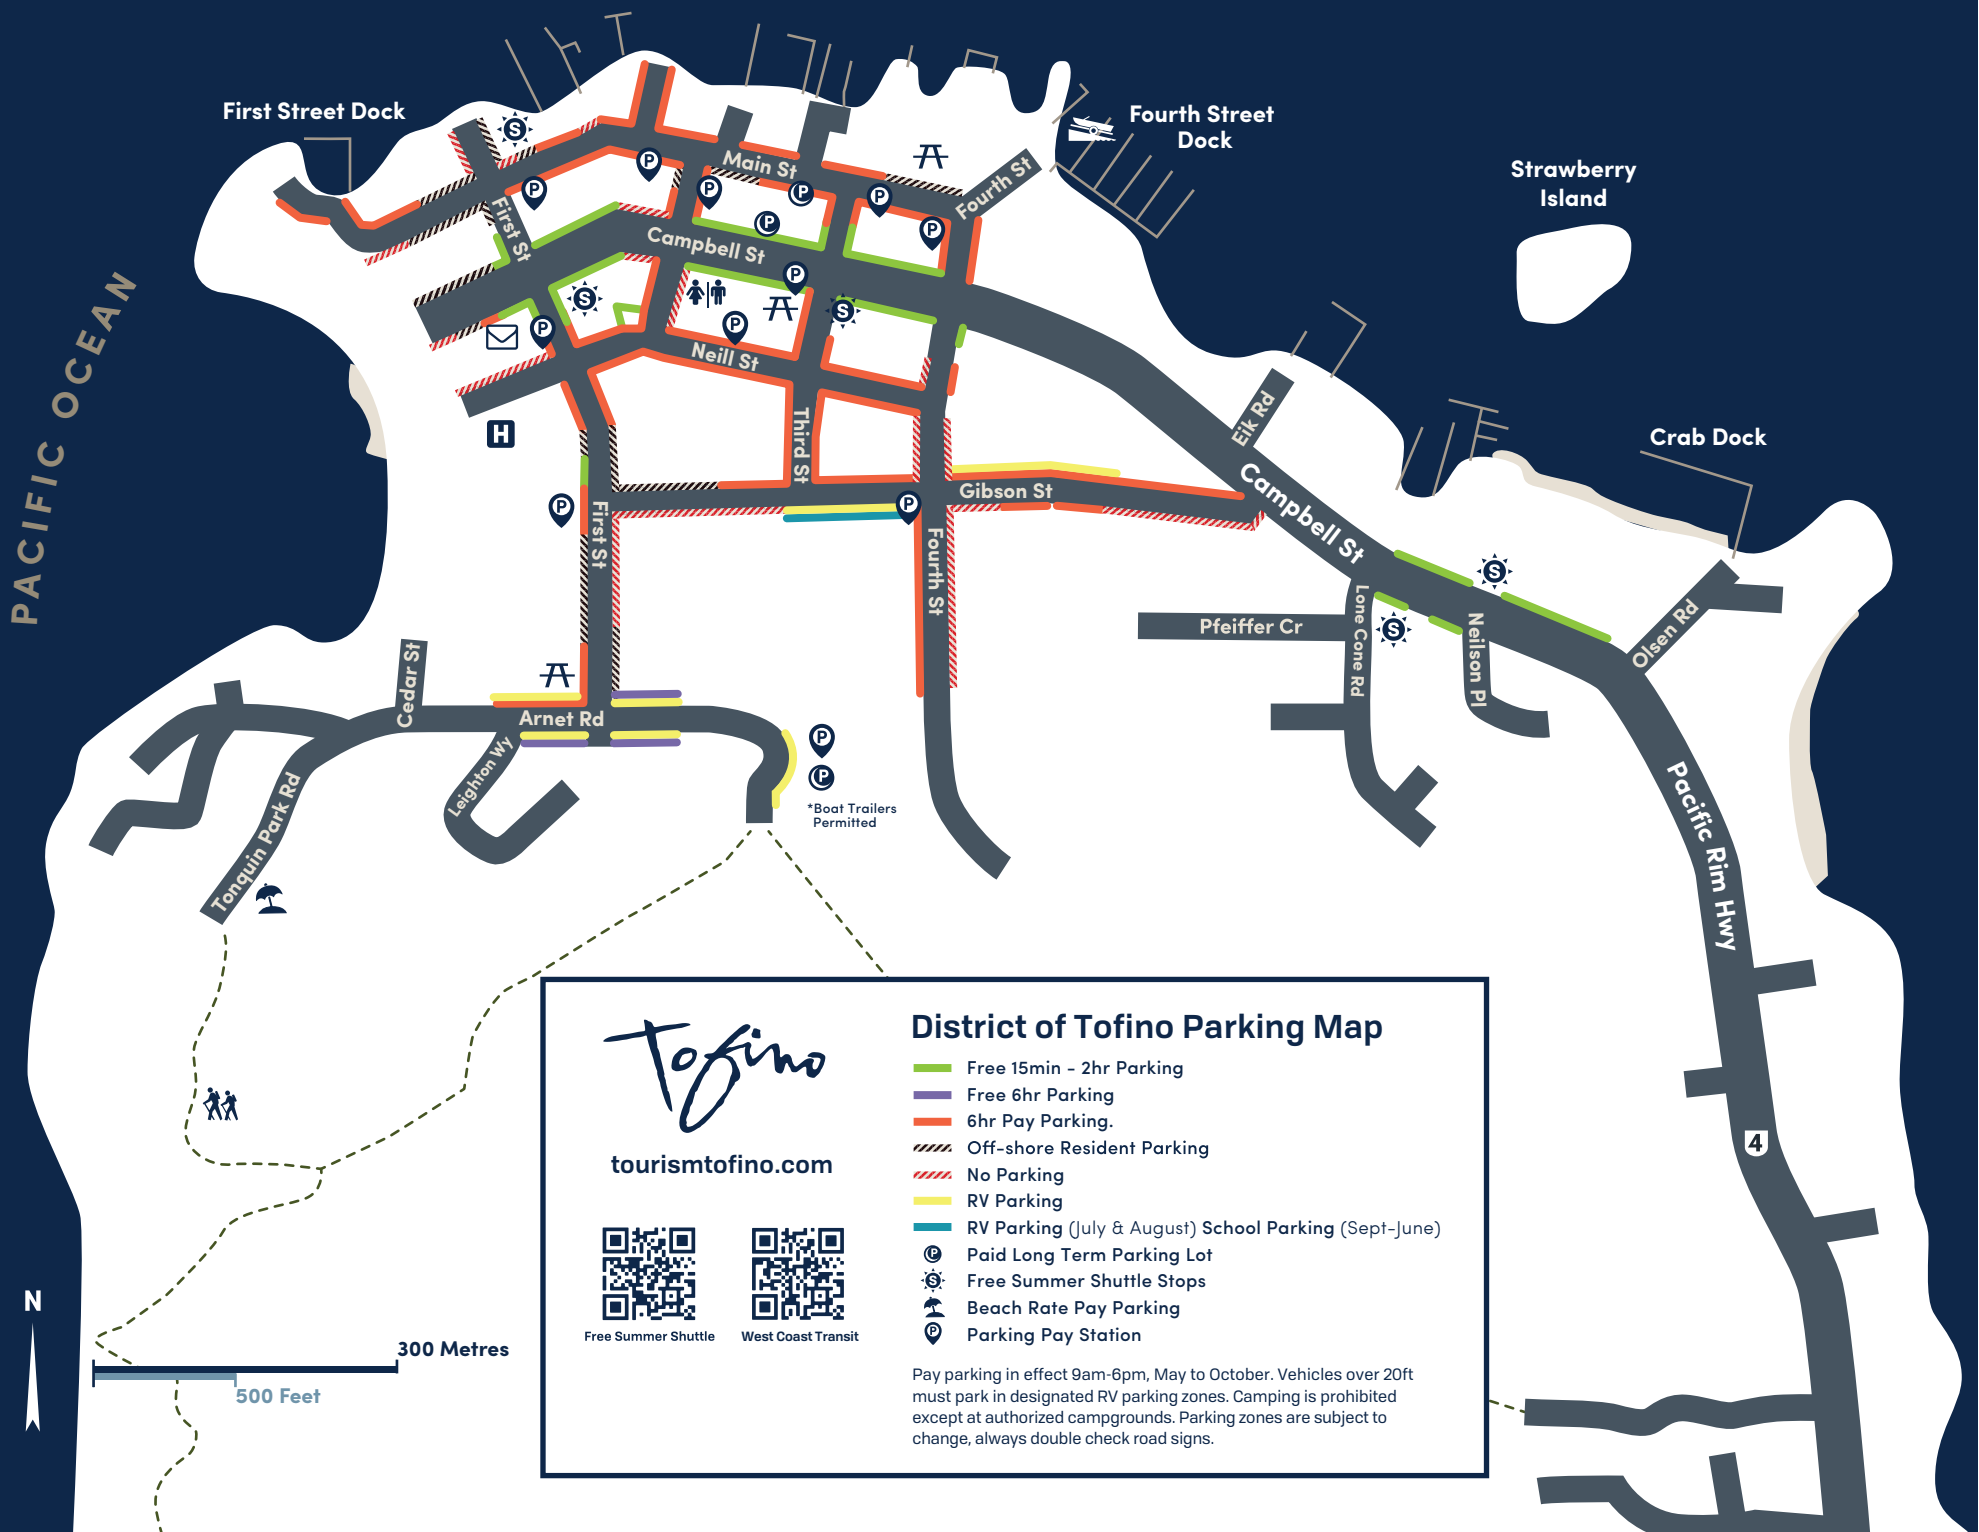 First Street Dock
Fourth Street
Dock
Strawberry
Island
Crab Dock
PACIFIC OCEAN
Main St
Fourth St
First St
Campbell St
Neill St
Third St
Eik Rd
Campbell St
Gibson St
First St
Fourth St
Pfeiffer Cr
Lone Cone Rd
Neilson Pl
Olsen Rd
Cedar St
Arnet Rd
Leighton Wy
Tonquin Park Rd
Pacific Rim Hwy
*Boat Trailers
Permitted
H
4
N
300 Metres
500 Feet
Tofino
tourismtofino.com
Free Summer Shuttle
West Coast Transit
District of Tofino Parking Map
Free 15min - 2hr Parking
Free 6hr Parking
6hr Pay Parking.
Off-shore Resident Parking
No Parking
RV Parking
RV Parking (July & August) School Parking (Sept-June)
P Paid Long Term Parking Lot
S Free Summer Shuttle Stops
Beach Rate Pay Parking
P Parking Pay Station
Pay parking in effect 9am-6pm, May to October. Vehicles over 20ft
must park in designated RV parking zones. Camping is prohibited
except at authorized campgrounds. Parking zones are subject to
change, always double check road signs.